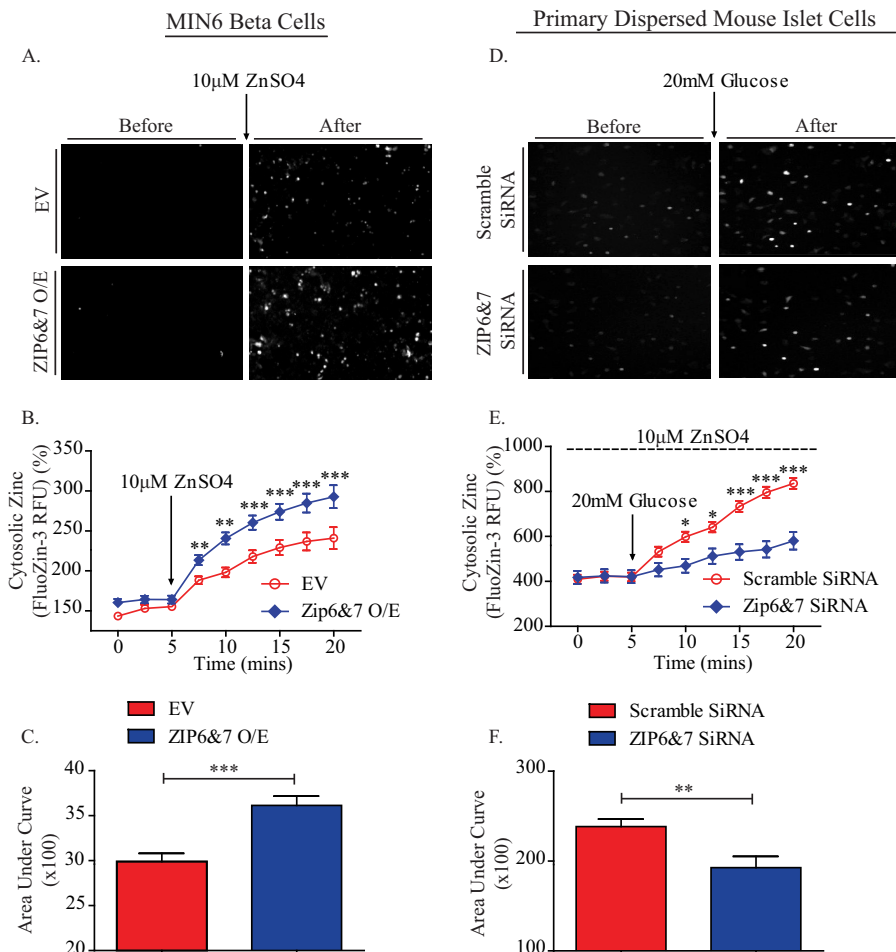 MIN6 Beta Cells
A.
10μM ZnSO4
Before
After
EV
ZIP6&7 O/E
B.
350
300
250
200
150
Cytosolic Zinc
(FluoZin-3 RFU) (%)
10μM ZnSO4
**
**
***
***
***
***
EV
Zip6&7 O/E
0
5
10
15
20
Time (mins)
EV
ZIP6&7 O/E
C.
40
35
30
25
20
Area Under Curve
(x100)
***
Primary Dispersed Mouse Islet Cells
D.
20mM Glucose
Before
After
Scramble
SiRNA
ZIP6&7
SiRNA
E.
1000
800
600
400
200
Cytosolic Zinc
(FluoZin-3 RFU) (%)
10μM ZnSO4
20mM Glucose
*
*
***
***
***
Scramble SiRNA
Zip6&7 SiRNA
0
5
10
15
20
Time (mins)
Scramble SiRNA
ZIP6&7 SiRNA
F.
300
200
100
Area Under Curve
(x100)
**